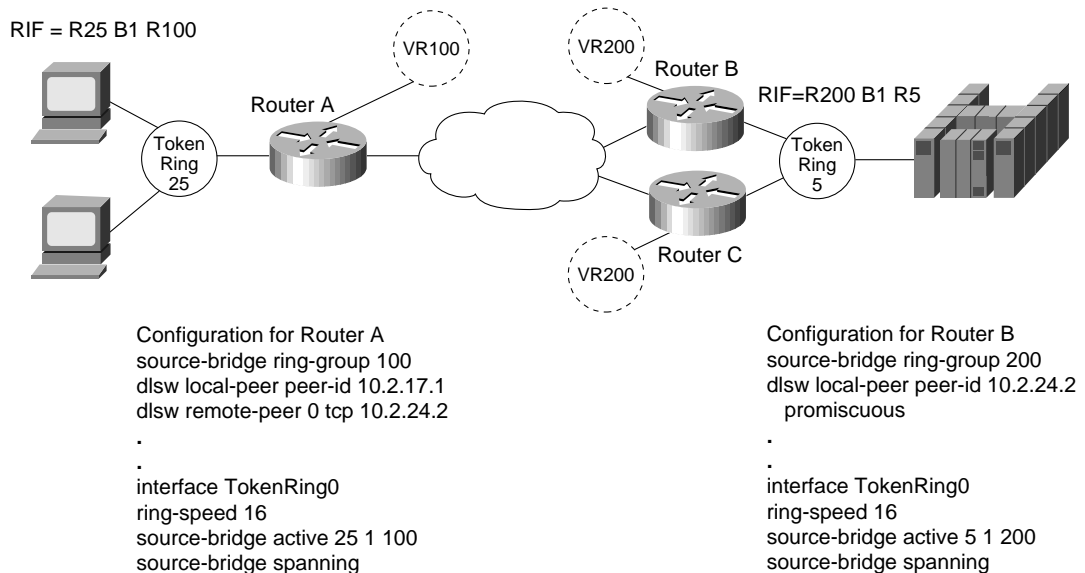 RIF = R25 B1 R100
VR100
VR200
Router A
Router B
RIF=R200 B1 R5
Token
Ring
25
Token
Ring
5
Router C
VR200
Configuration for Router A
source-bridge ring-group 100
dlsw local-peer peer-id 10.2.17.1
dlsw remote-peer 0 tcp 10.2.24.2
.
.
interface TokenRing0
ring-speed 16
source-bridge active 25 1 100
source-bridge spanning
Configuration for Router B
source-bridge ring-group 200
dlsw local-peer peer-id 10.2.24.2
promiscuous
.
.
interface TokenRing0
ring-speed 16
source-bridge active 5 1 200
source-bridge spanning